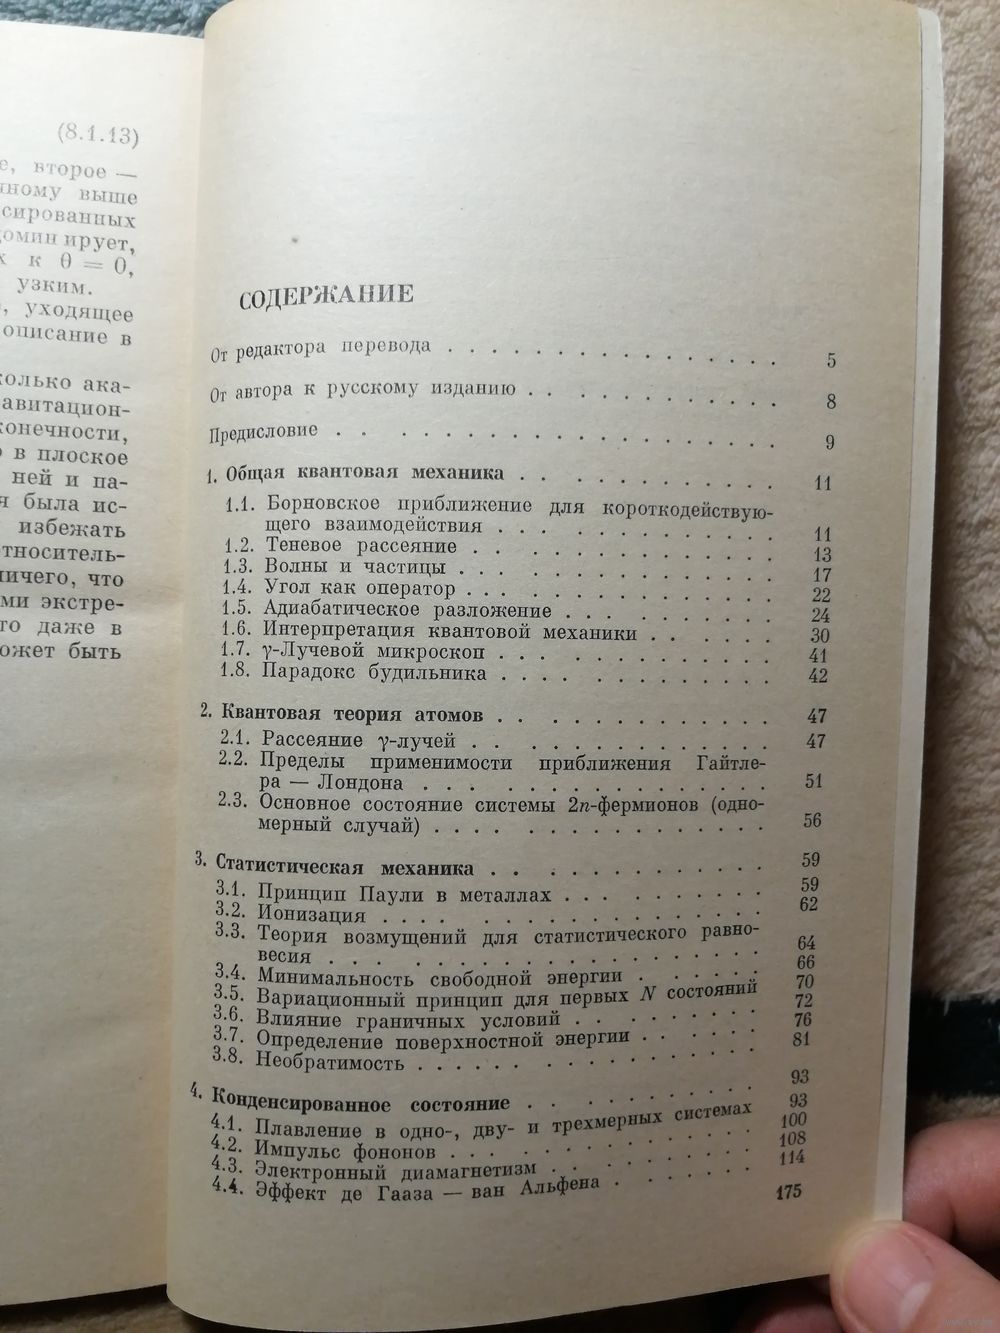 (8.1.13)
е, второе —
нному выше
сированных
домин ирует,
х к θ = 0,
узким.
, уходящее
описание в
колько ака-
авитацион-
конечности,
о в плоское
ней и па-
я была ис-
избежать
тноситель-
ничего, что
ми экстре-
го даже в
ожет быть
СОДЕРЖАНИЕ
От редактора перевода . . . . . . . . . . . . . . . . 5
От автора к русскому изданию . . . . . . . . . . . . . 8
Предисловие . . . . . . . . . . . . . . . . . . . . 9
1. Общая квантовая механика . . . . . . . . . . . . . 11
1.1. Борновское приближение для короткодействую-
щего взаимодействия . . . . . . . . . . . . . 11
1.2. Теневое рассеяние . . . . . . . . . . . . . . 13
1.3. Волны и частицы . . . . . . . . . . . . . . . 17
1.4. Угол как оператор . . . . . . . . . . . . . . 22
1.5. Адиабатическое разложение . . . . . . . . . . 24
1.6. Интерпретация квантовой механики . . . . . . . 30
1.7. γ-Лучевой микроскоп . . . . . . . . . . . . . 41
1.8. Парадокс будильника . . . . . . . . . . . . . 42
2. Квантовая теория атомов . . . . . . . . . . . . . 47
2.1. Рассеяние γ-лучей . . . . . . . . . . . . . . 47
2.2. Пределы применимости приближения Гайтле-
ра — Лондона . . . . . . . . . . . . . . . . 51
2.3. Основное состояние системы 2n-фермионов (одно-
мерный случай) . . . . . . . . . . . . . . . 56
3. Статистическая механика . . . . . . . . . . . . . 59
3.1. Принцип Паули в металлах . . . . . . . . . . 59
3.2. Ионизация . . . . . . . . . . . . . . . . . 62
3.3. Теория возмущений для статистического равно-
весия . . . . . . . . . . . . . . . . . . . 64
3.4. Минимальность свободной энергии . . . . . . . 66
3.5. Вариационный принцип для первых N состояний 70
3.6. Влияние граничных условий . . . . . . . . . . 72
3.7. Определение поверхностной энергии . . . . . . 76
3.8. Необратимость . . . . . . . . . . . . . . . 81
4. Конденсированное состояние . . . . . . . . . . . . 93
4.1. Плавление в одно-, дву- и трехмерных системах 93
4.2. Импульс фононов . . . . . . . . . . . . . . 100
4.3. Электронный диамагнетизм . . . . . . . . . . 108
4.4. Эффект де Гааза — ван Альфена . . . . . . . 114
175